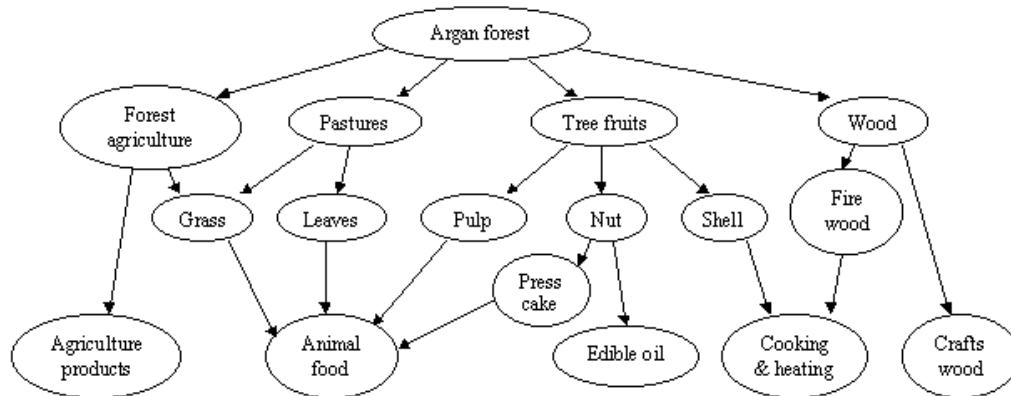 Argan forest
Forest
agriculture
Pastures
Tree fruits
Wood
Grass
Leaves
Pulp
Nut
Shell
Fire
wood
Press
cake
Agriculture
products
Animal
food
Edible oil
Cooking
& heating
Crafts
wood